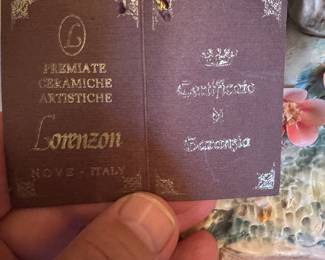 L
PREMIATE
CERAMICHE
ARTISTICHE
Lorenzon
NOVE - ITALY
Certificato
di
Garanzia